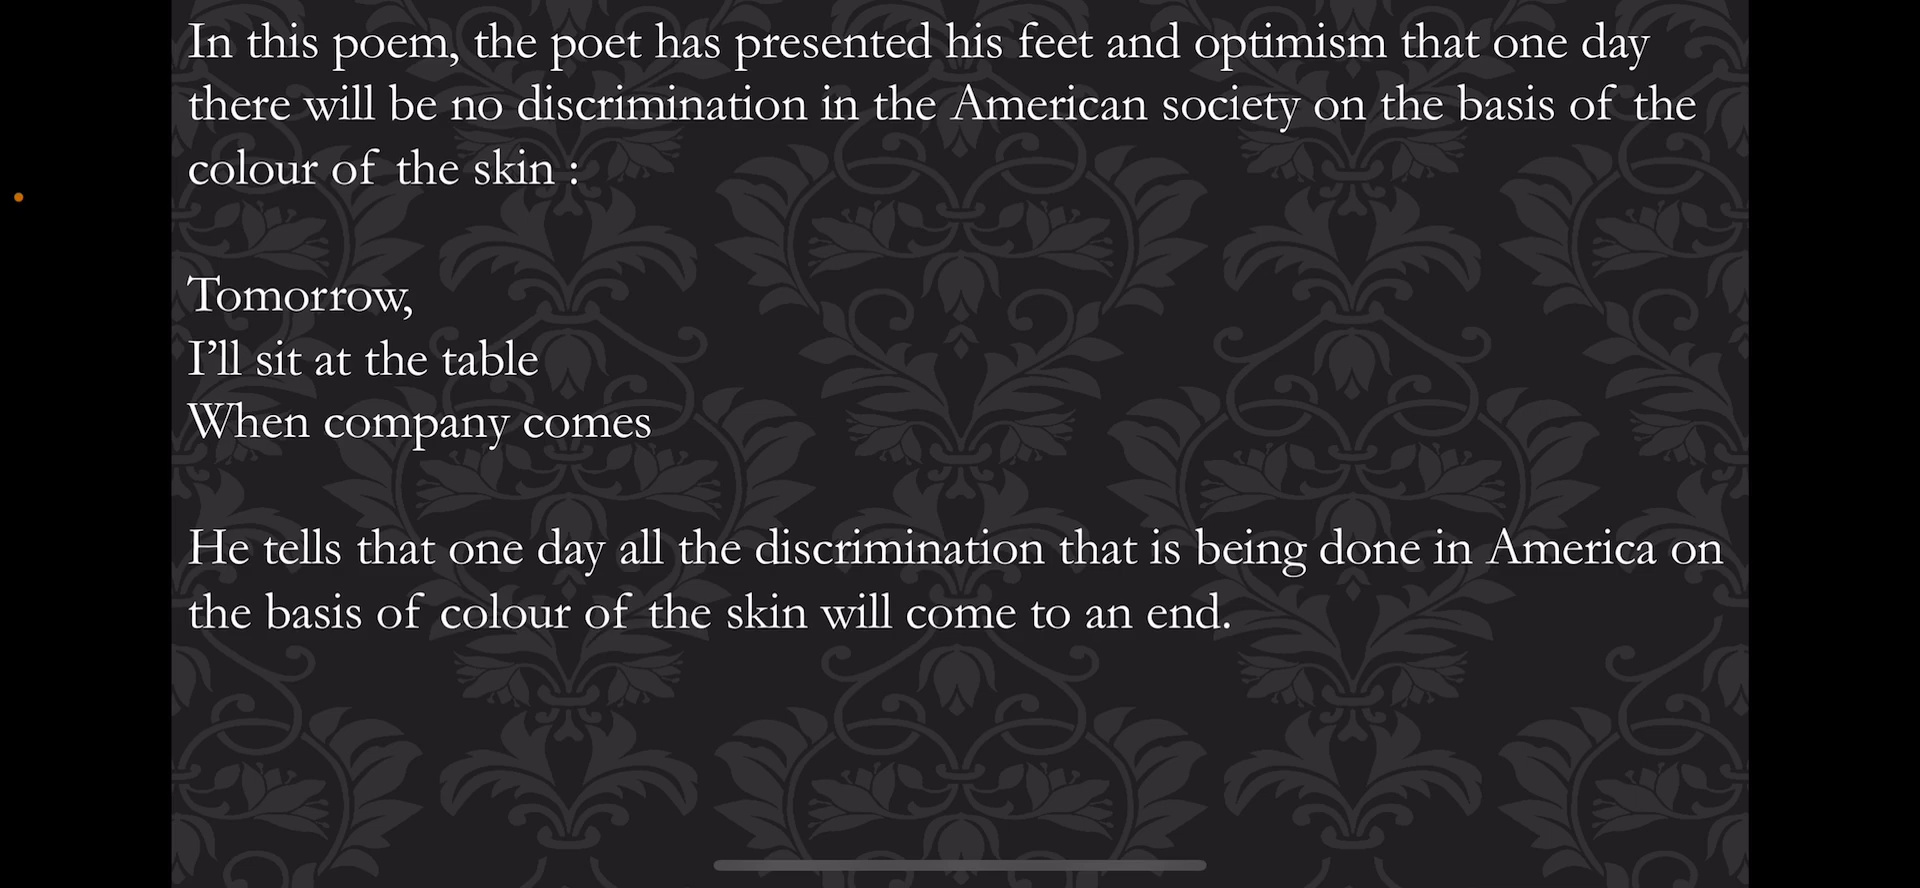 In this poem, the poet has presented his feet and optimism that one day
there will be no discrimination in the American society on the basis of the
colour of the skin :
Tomorrow,
I’ll sit at the table
When company comes
He tells that one day all the discrimination that is being done in America on
the basis of colour of the skin will come to an end.